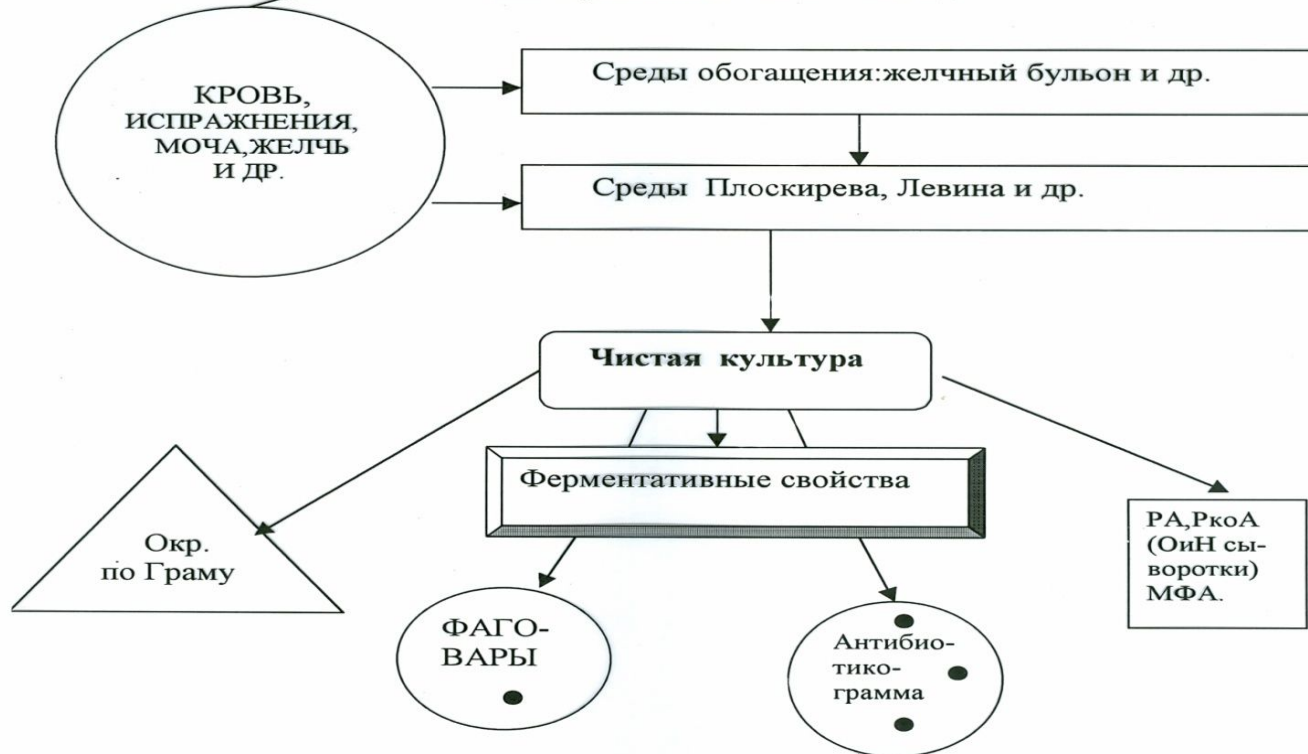 КРОВЬ,
ИСПРАЖНЕНИЯ,
МОЧА,ЖЕЛЧЬ
И ДР.
Среды обогащения:желчный бульон и др.
Среды Плоскирева, Левина и др.
Чистая культура
Ферментативные свойства
Окр.
по Граму
ФАГО-
ВАРЫ
Антибио-
тико-
грамма
РА,РкоА
(ОиН сы-
воротки)
МФА.